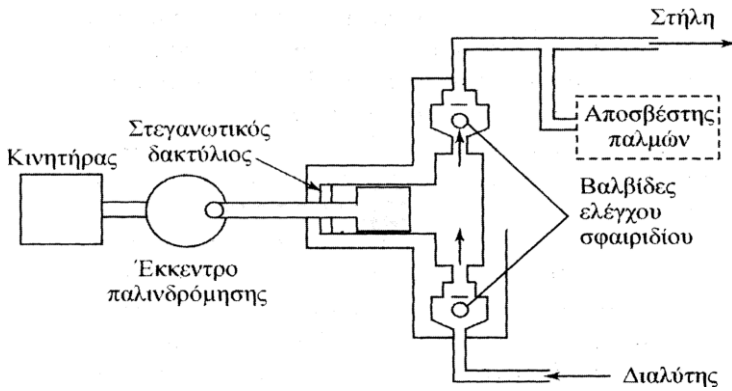 Στήλη
Αποσβέστης
παλμών
Στεγανωτικός
δακτύλιος
Κινητήρας
Βαλβίδες
ελέγχου
σφαιριδίου
Έκκεντρο
παλινδρόμησης
Διαλύτης